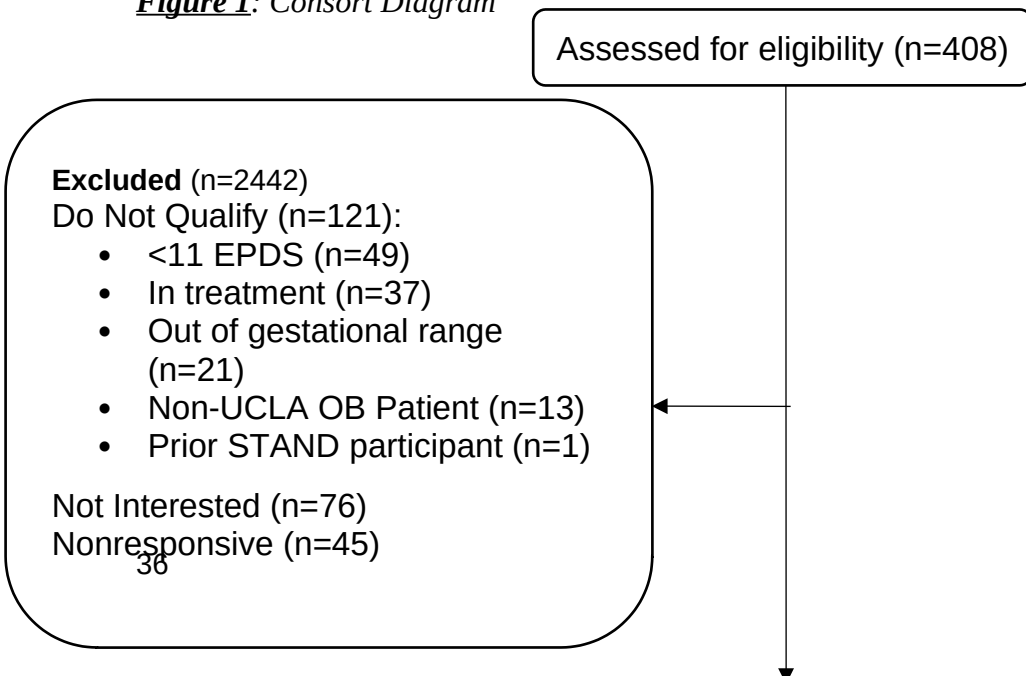 Figure 1: Consort Diagram
Assessed for eligibility (n=408)
Excluded (n=2442)
Do Not Qualify (n=121):
• <11 EPDS (n=49)
• In treatment (n=37)
• Out of gestational range
(n=21)
• Non-UCLA OB Patient (n=13)
• Prior STAND participant (n=1)
Not Interested (n=76)
Nonresponsive (n=45)
36